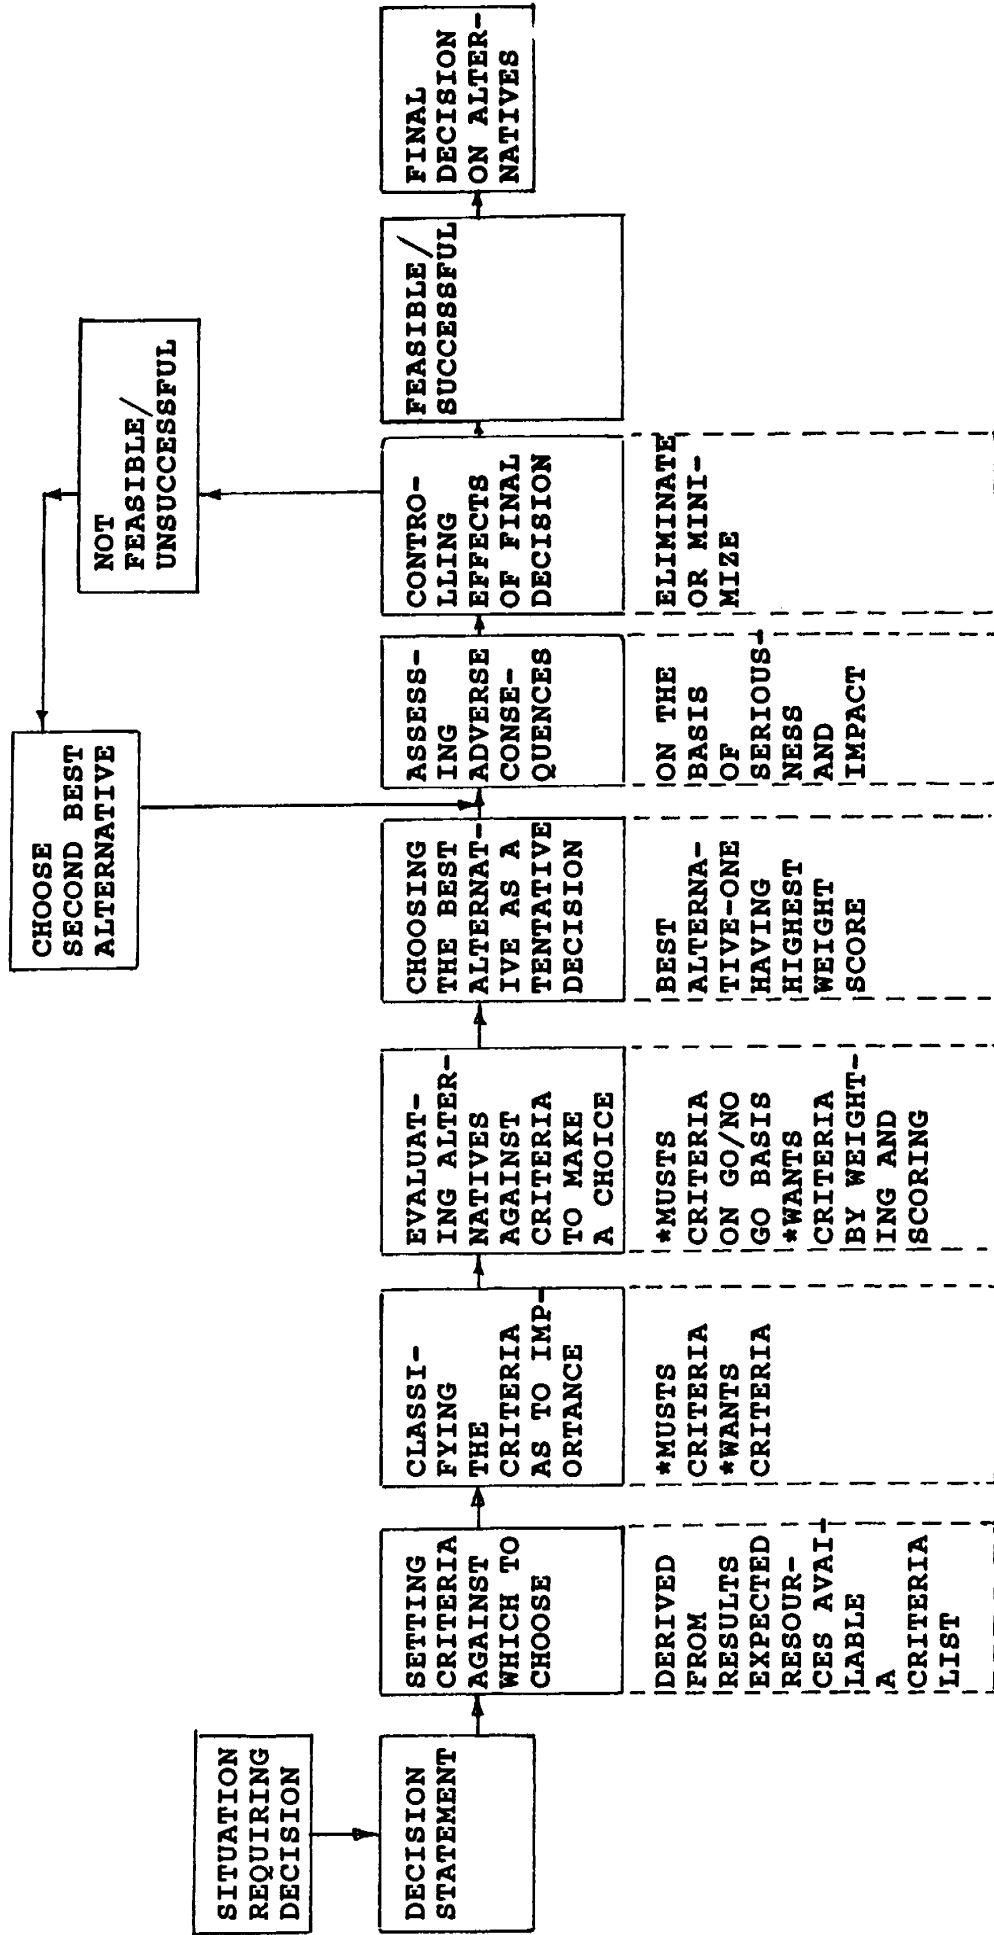 SITUATION
REQUIRING
DECISION
DECISION
STATEMENT
SETTING
CRITERIA
AGAINST
WHICH TO
CHOOSE
DERIVED
FROM
RESULTS
EXPECTED
RESOUR-
CES AVAI-
LABLE
A
CRITERIA
LIST
CLASSI-
FYING
THE
CRITERIA
AS TO IMP-
ORTANCE
*MUSTS
CRITERIA
*WANTS
CRITERIA
EVALUAT-
ING ALTER-
NATIVES
AGAINST
CRITERIA
TO MAKE
A CHOICE
*MUSTS
CRITERIA
ON GO/NO
GO BASIS
*WANTS
CRITERIA
BY WEIGHT-
ING AND
SCORING
CHOOSING
THE BEST
ALTERNAT-
IVE AS A
TENTATIVE
DECISION
BEST
ALTERNA-
TIVE-ONE
HAVING
HIGHEST
WEIGHT
SCORE
CHOOSE
SECOND BEST
ALTERNATIVE
ASSESS-
ING
ADVERSE
CONSE-
QUENCES
ON THE
BASIS
OF
SERIOUS-
NESS
AND
IMPACT
CONTRO-
LLING
EFFECTS
OF FINAL
DECISION
ELIMINATE
OR MINI-
MIZE
NOT
FEASIBLE/
UNSUCCESSFUL
FEASIBLE/
SUCCESSFUL
FINAL
DECISION
ON ALTER-
NATIVES